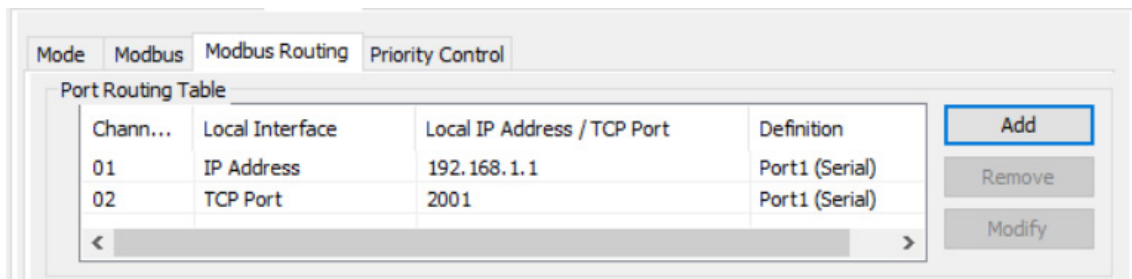 Mode Modbus Modbus Routing Priority Control
Port Routing Table
Chann... Local Interface Local IP Address / TCP Port Definition
01 IP Address 192.168.1.1 Port1 (Serial)
02 TCP Port 2001 Port1 (Serial)
Add
Remove
Modify